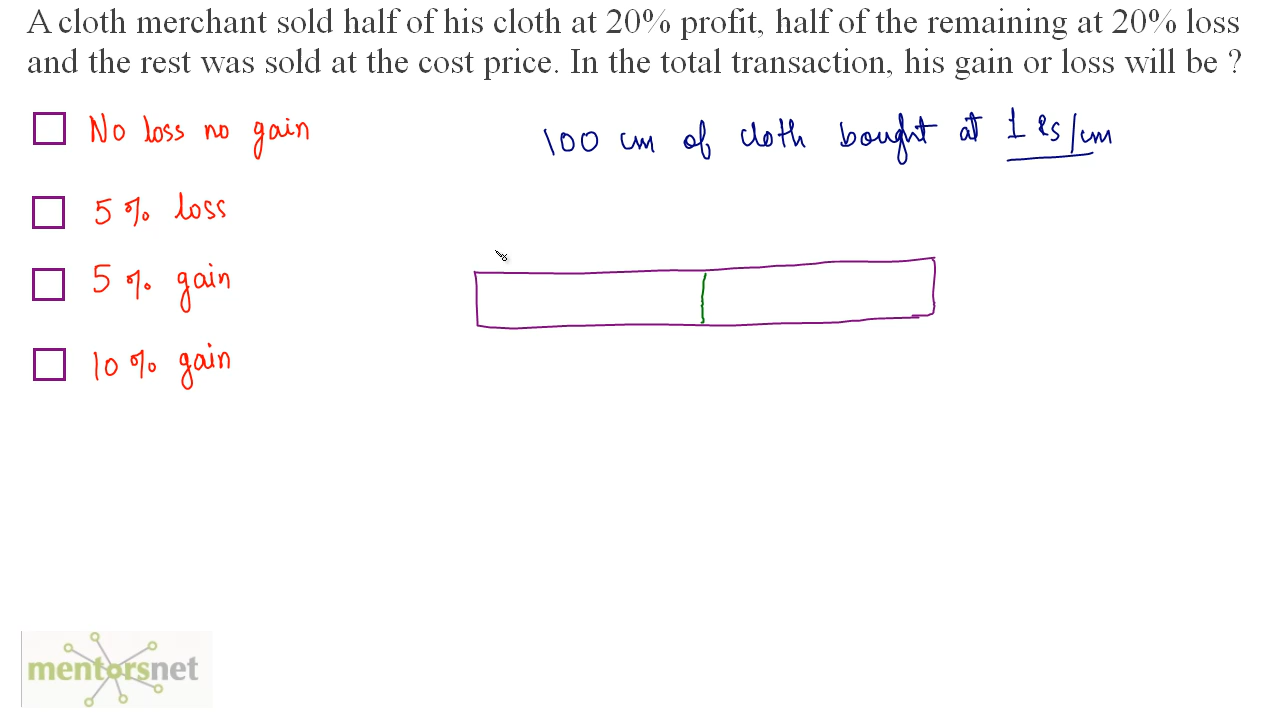 A cloth merchant sold half of his cloth at 20% profit, half of the remaining at 20% loss
and the rest was sold at the cost price. In the total transaction, his gain or loss will be ?
No loss no gain
100 cm of cloth bought at 1 Rs/cm
5 % loss
5 % gain
10 % gain
mentorsnet